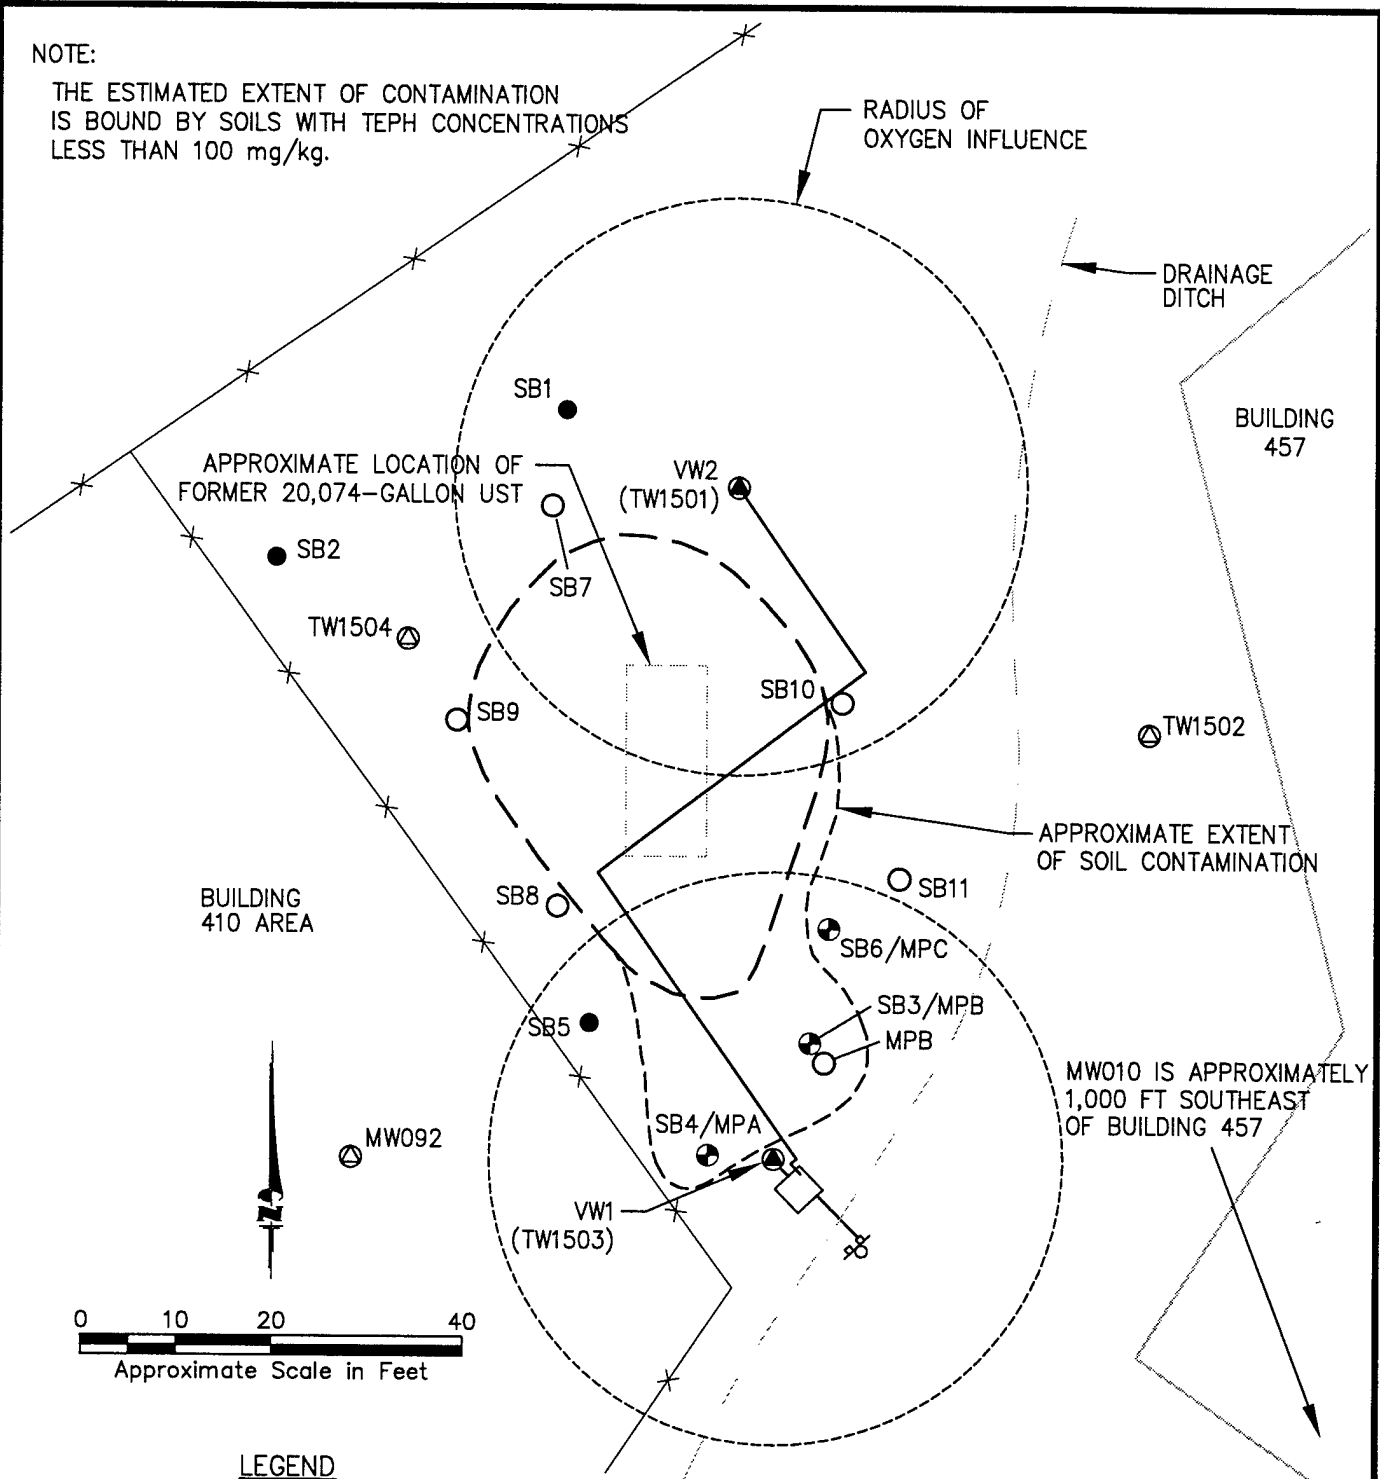 NOTE:
THE ESTIMATED EXTENT OF CONTAMINATION
IS BOUND BY SOILS WITH TEPH CONCENTRATIONS
LESS THAN 100 mg/kg.
RADIUS OF
OXYGEN INFLUENCE
DRAINAGE
DITCH
SB1
BUILDING
457
APPROXIMATE LOCATION OF
FORMER 20,074-GALLON UST
VW2
(TW1501)
SB2
SB7
TW1504
SB10
SB9
TW1502
APPROXIMATE EXTENT
OF SOIL CONTAMINATION
SB11
SB8
BUILDING
410 AREA
SB6/MPC
SB3/MPB
SB5
MPB
MW010 IS APPROXIMATELY
1,000 FT SOUTHEAST
OF BUILDING 457
SB4/MPA
MW092
VW1
(TW1503)
N
0 10 20 40
Approximate Scale in Feet
LEGEND